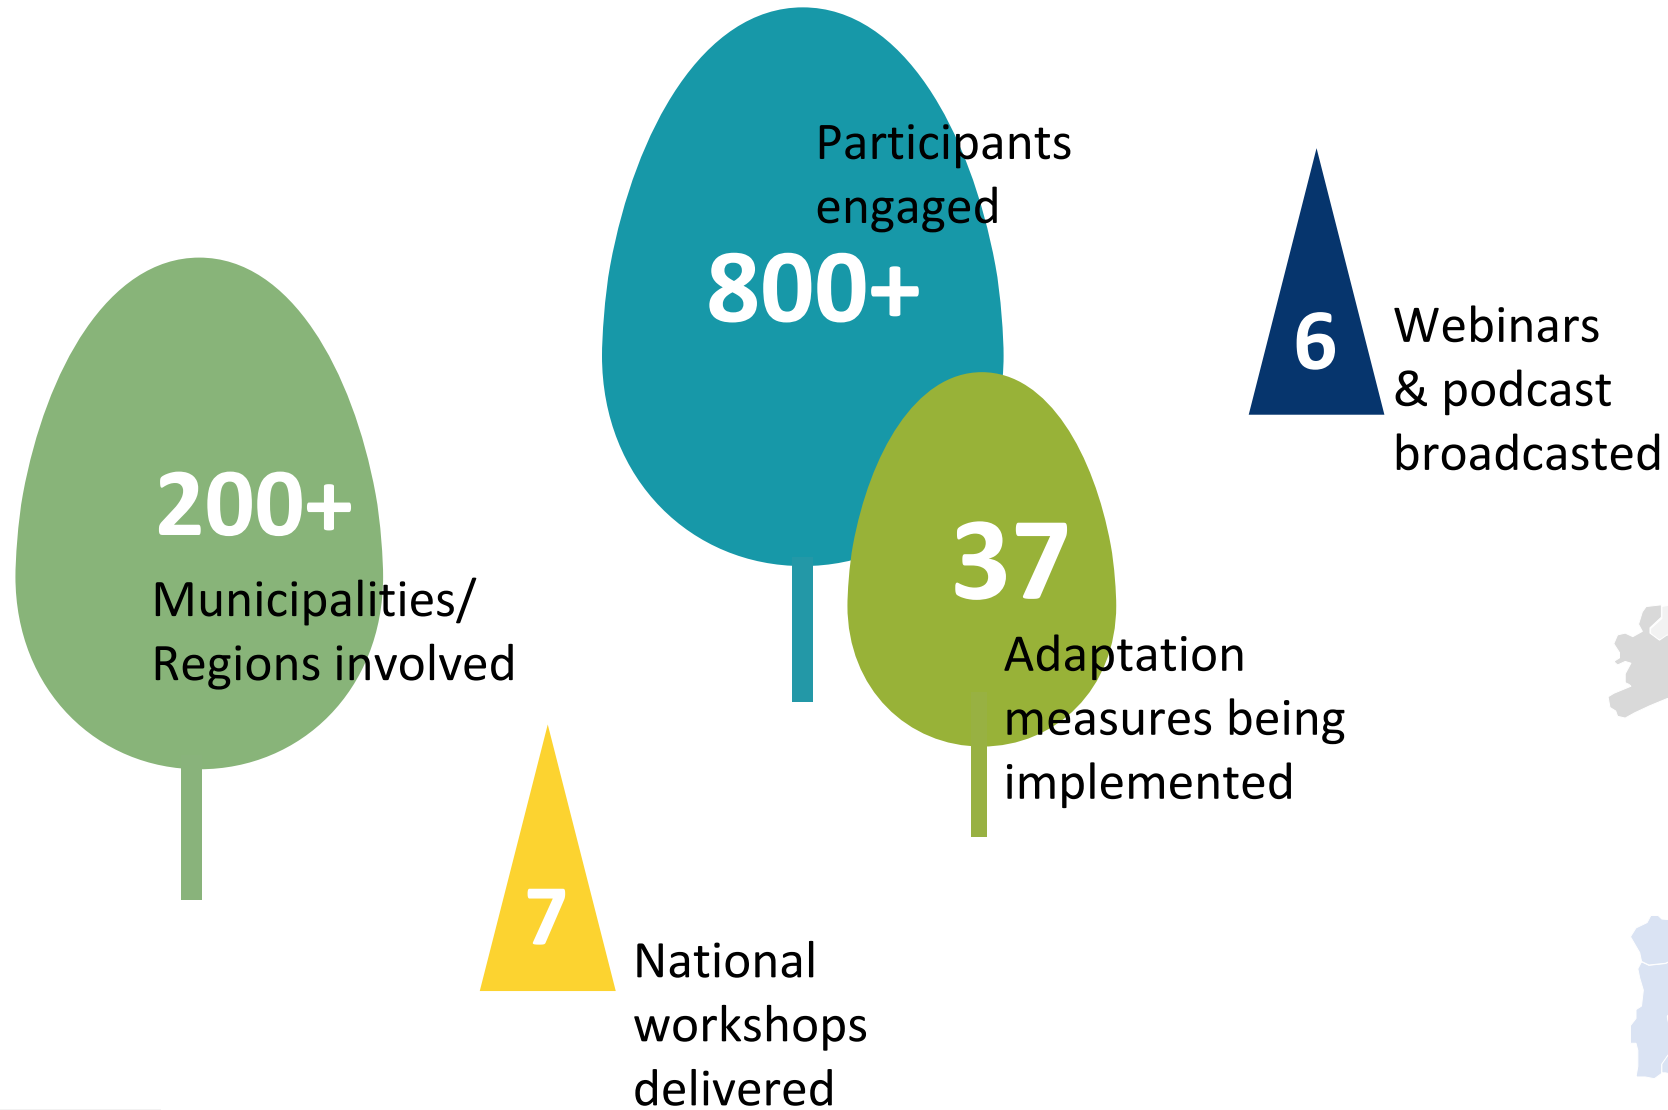 Participants
engaged
800+
6
Webinars
& podcast
broadcasted
200+
Municipalities/
Regions involved
37
Adaptation
measures being
implemented
7
National
workshops
delivered